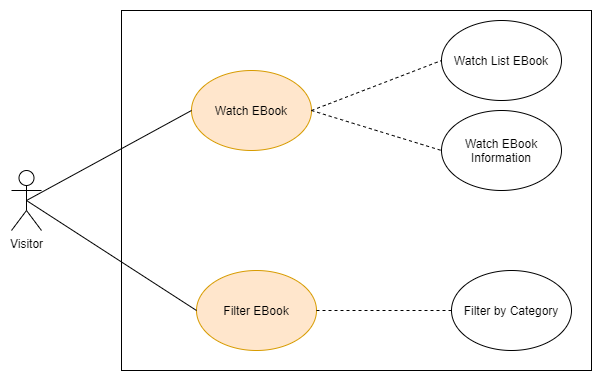 Watch List EBook
Watch EBook
Watch EBook
Information
Visitor
Filter EBook
Filter by Category